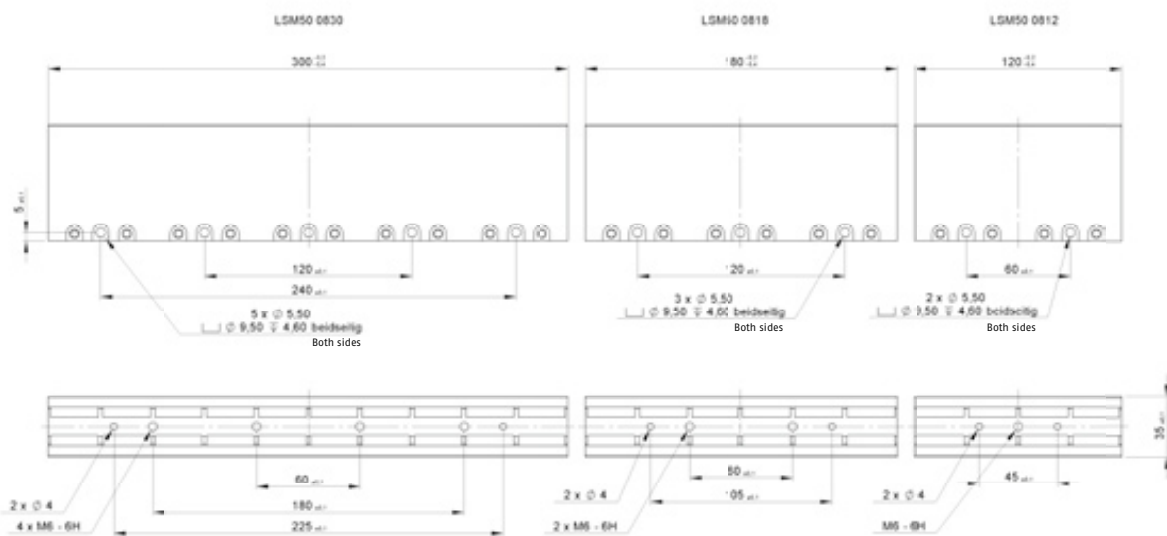 LSM50 0830
LSM50 0818
LSM50 0812
300
180
120
5
120
240
5 x ∅ 5,50
⌴ ∅ 9,50 ↧ 4,60 beidseitig
Both sides
120
3 x ∅ 5,50
⌴ ∅ 9,50 ↧ 4,60 beidseitig
Both sides
60
2 x ∅ 5,50
⌴ ∅ 9,50 ↧ 4,60 beidseitig
Both sides
35
60
2 x ∅ 4
180
4 x M6 - 6H
225
2 x ∅ 4
105
2 x M6 - 6H
45
2 x ∅ 4
M6 - 6H